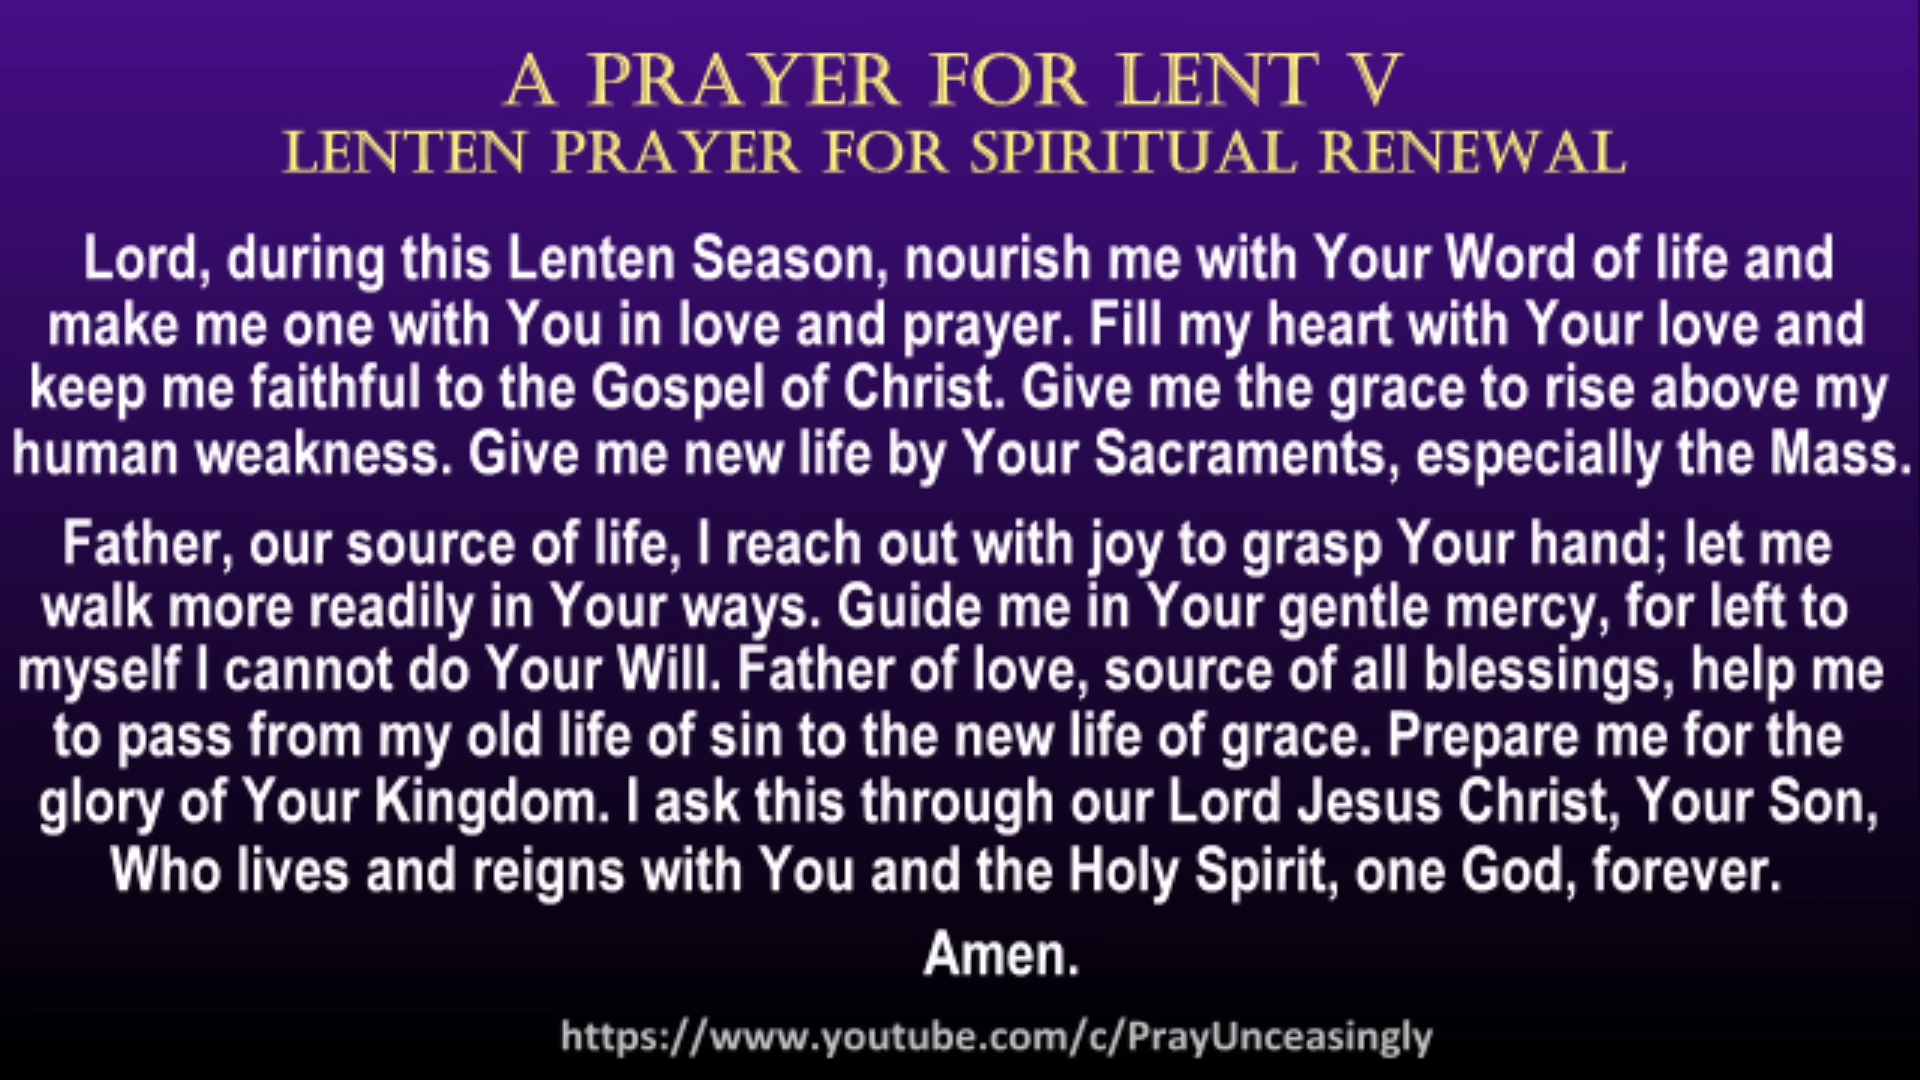 A PRAYER FOR LENT V
LENTEN PRAYER FOR SPIRITUAL RENEWAL
Lord, during this Lenten Season, nourish me with Your Word of life and
make me one with You in love and prayer. Fill my heart with Your love and
keep me faithful to the Gospel of Christ. Give me the grace to rise above my
human weakness. Give me new life by Your Sacraments, especially the Mass.
Father, our source of life, I reach out with joy to grasp Your hand; let me
walk more readily in Your ways. Guide me in Your gentle mercy, for left to
myself I cannot do Your Will. Father of love, source of all blessings, help me
to pass from my old life of sin to the new life of grace. Prepare me for the
glory of Your Kingdom. I ask this through our Lord Jesus Christ, Your Son,
Who lives and reigns with You and the Holy Spirit, one God, forever.
Amen.
https://www.youtube.com/c/PrayUnceasingly